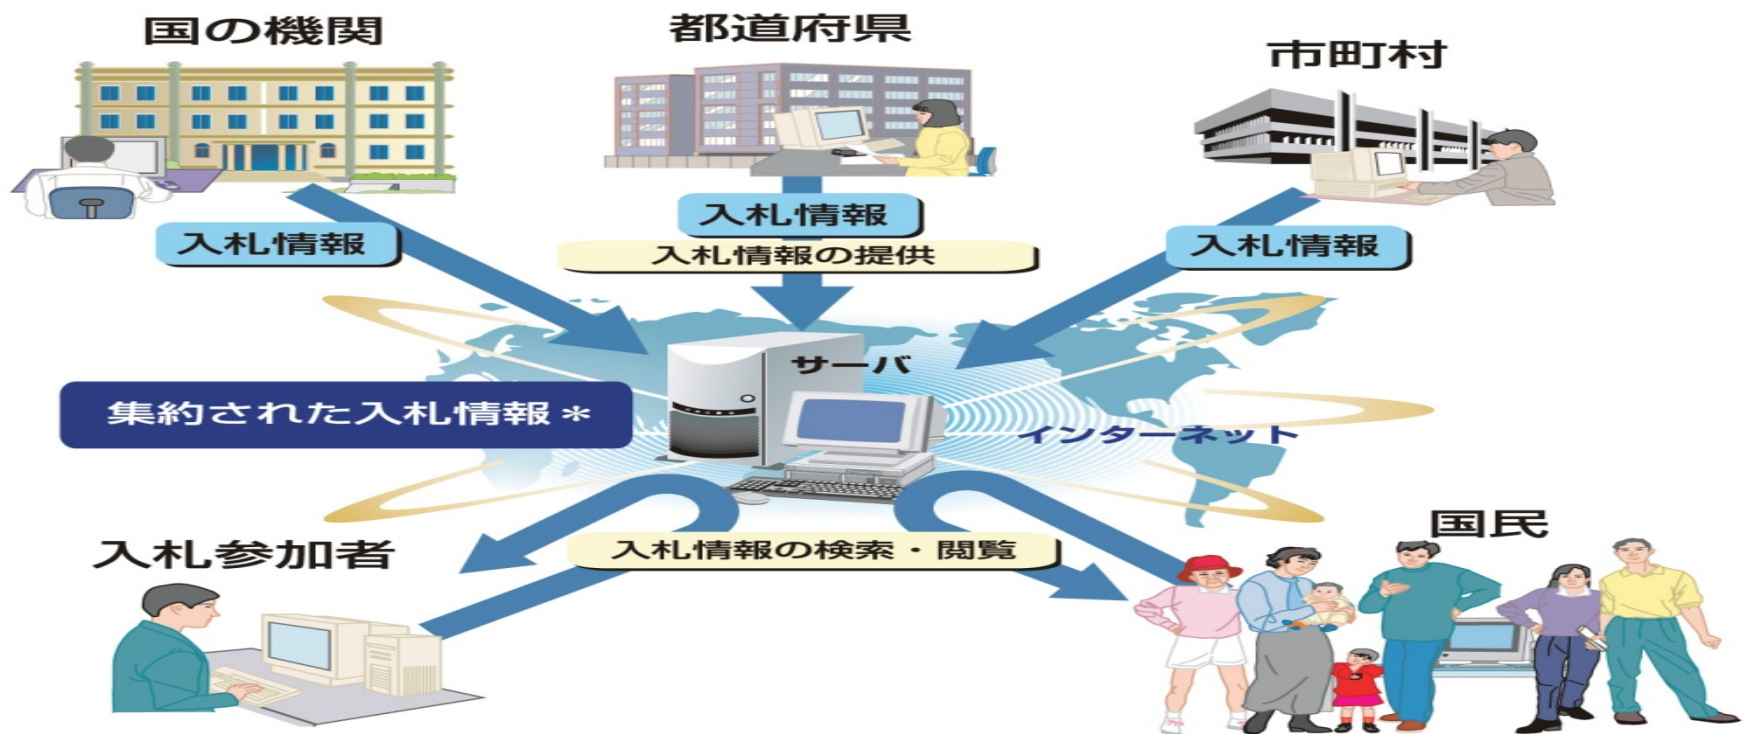 国の機関
都道府県
市町村
入札情報
入札情報
入札情報
入札情報の提供
サーバ
集約された入札情報＊
インターネット
入札参加者
入札情報の検索・閲覧
国民